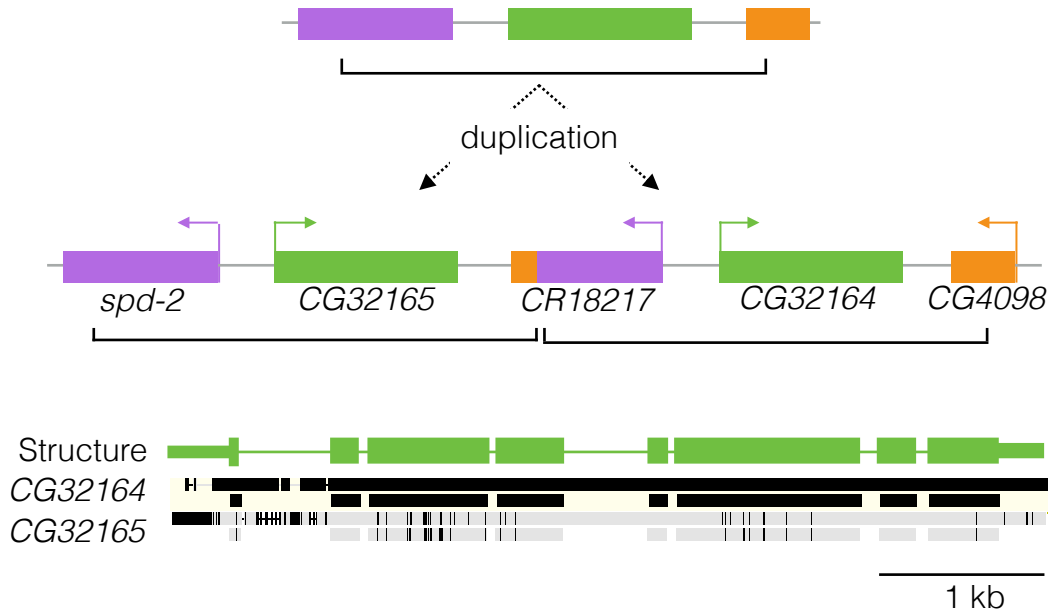 duplication
spd-2 CG32165 CR18217 CG32164 CG4098
Structure
CG32164
CG32165
1 kb